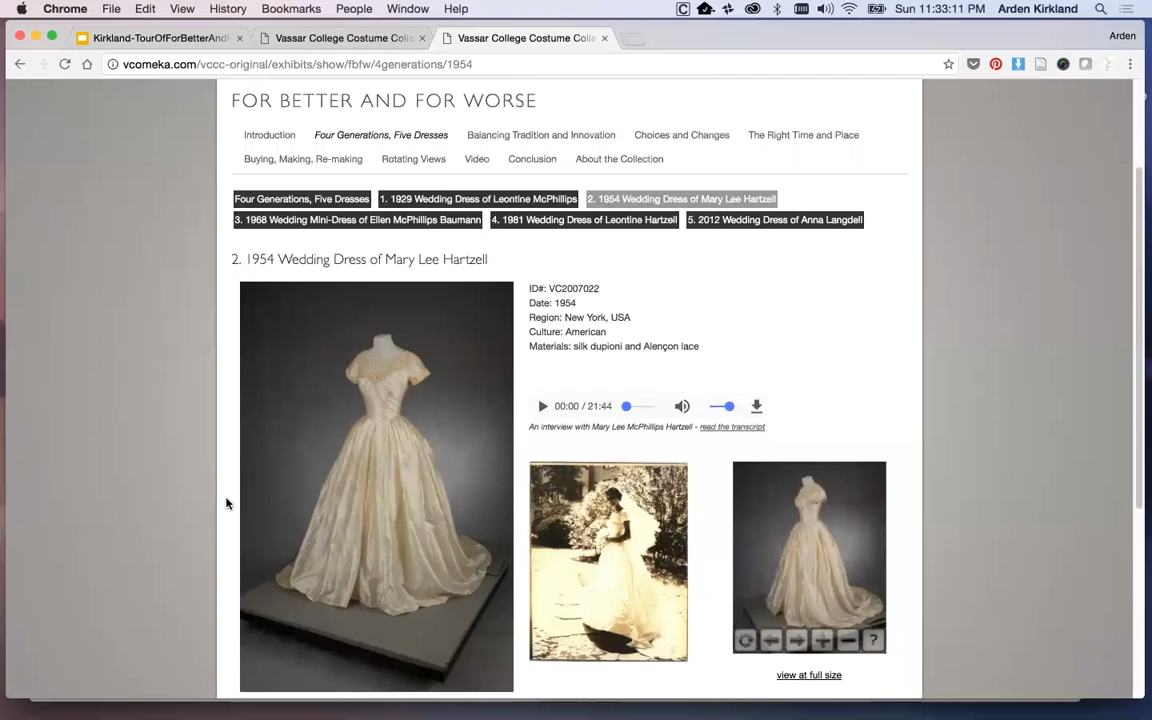 Chrome File Edit View History Bookmarks People Window Help Sun 11:33:11 PM Arden Kirkland
Kirkland-TourOfForBetterAndF Vassar College Costume Colle Vassar College Costume Colle Arden
vcomeka.com/vccc-original/exhibits/show/fbfw/4generations/1954
FOR BETTER AND FOR WORSE
Introduction Four Generations, Five Dresses Balancing Tradition and Innovation Choices and Changes The Right Time and Place
Buying, Making, Re-making Rotating Views Video Conclusion About the Collection
Four Generations, Five Dresses 1. 1929 Wedding Dress of Leontine McPhillips 2. 1954 Wedding Dress of Mary Lee Hartzell
3. 1968 Wedding Mini-Dress of Ellen McPhillips Baumann 4. 1981 Wedding Dress of Leontine Hartzell 5. 2012 Wedding Dress of Anna Langdell
2. 1954 Wedding Dress of Mary Lee Hartzell
ID#: VC2007022
Date: 1954
Region: New York, USA
Culture: American
Materials: silk dupioni and Alençon lace
00:00 / 21:44
An interview with Mary Lee McPhillips Hartzell - read the transcript
?
view at full size